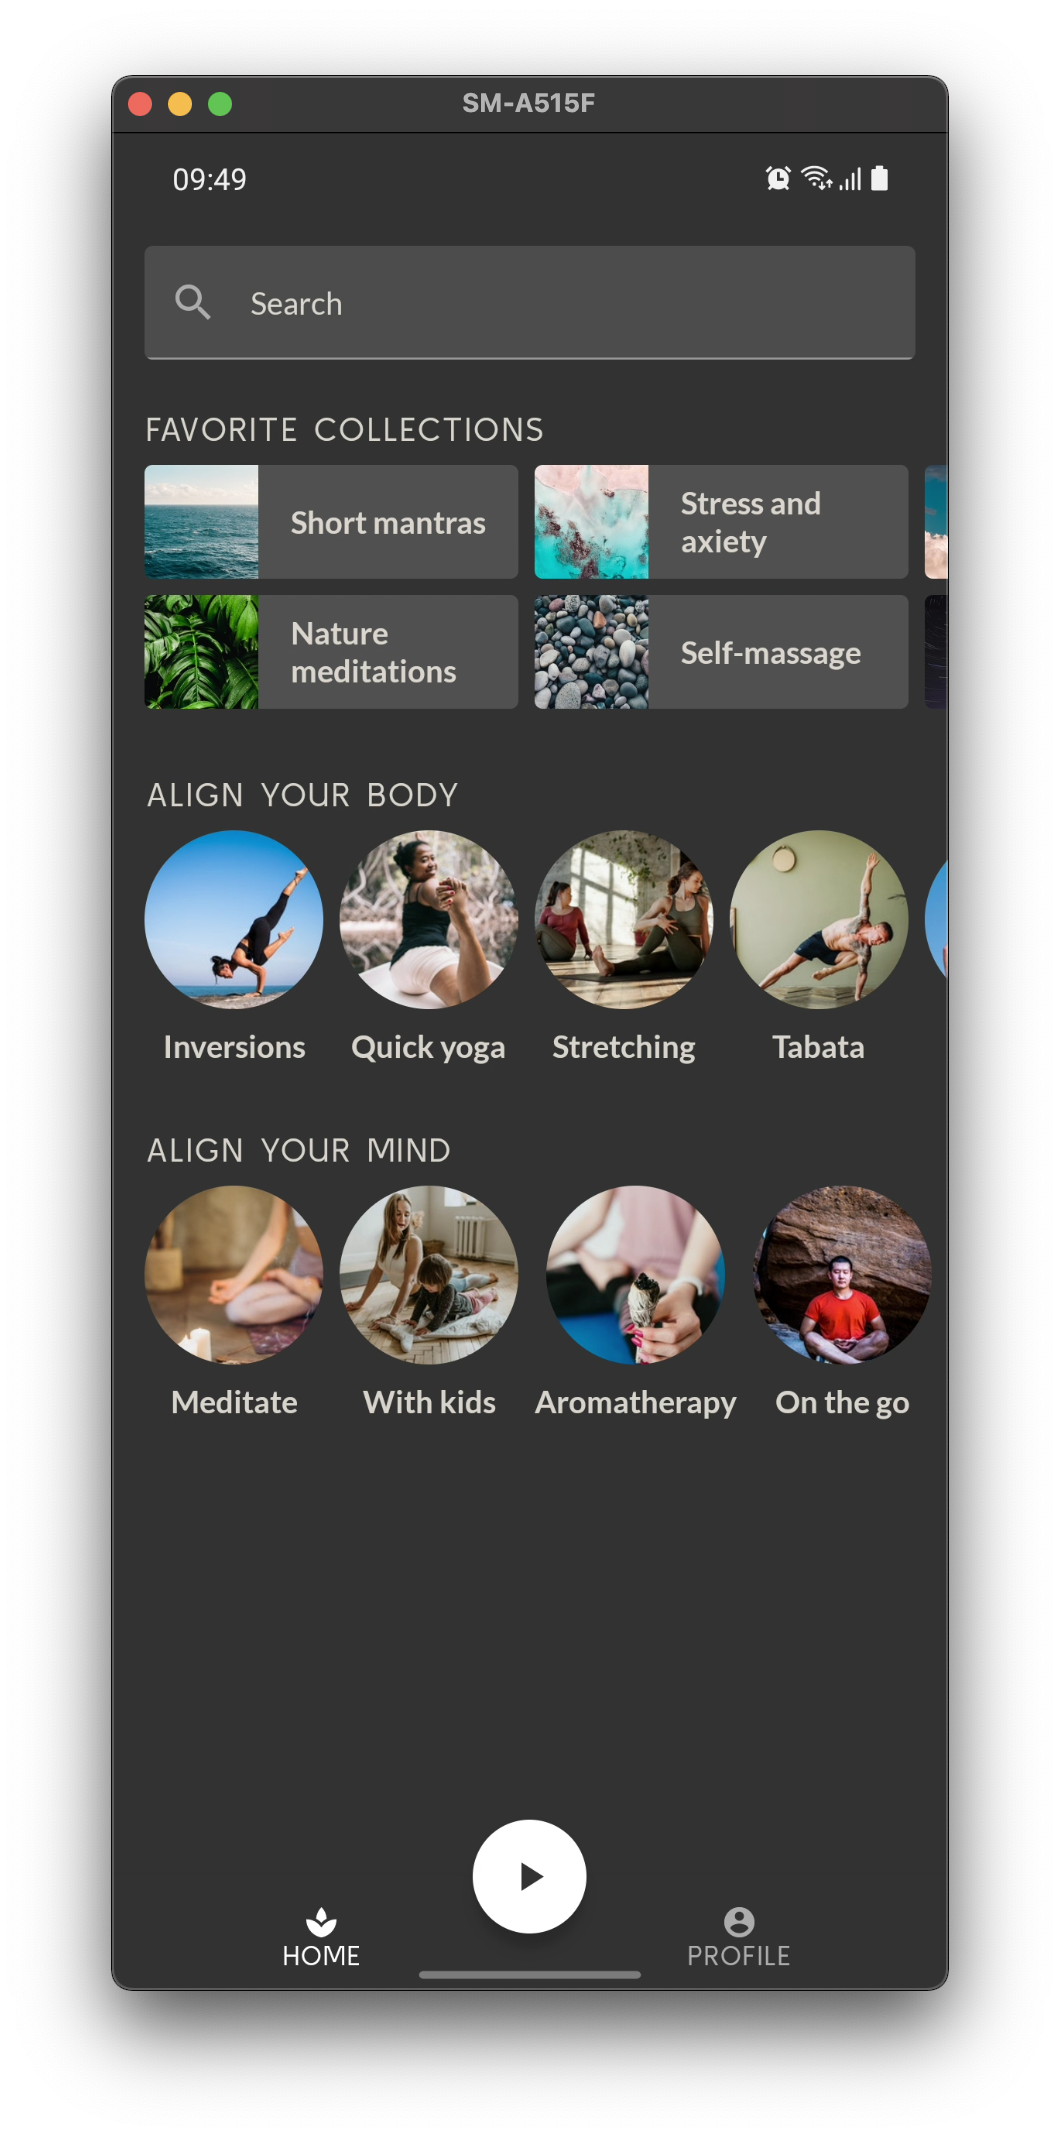 SM-A515F
09:49
Search
FAVORITE COLLECTIONS
Short mantras
Stress and
axiety
Nature
meditations
Self-massage
ALIGN YOUR BODY
Inversions
Quick yoga
Stretching
Tabata
ALIGN YOUR MIND
Meditate
With kids
Aromatherapy
On the go
HOME
PROFILE